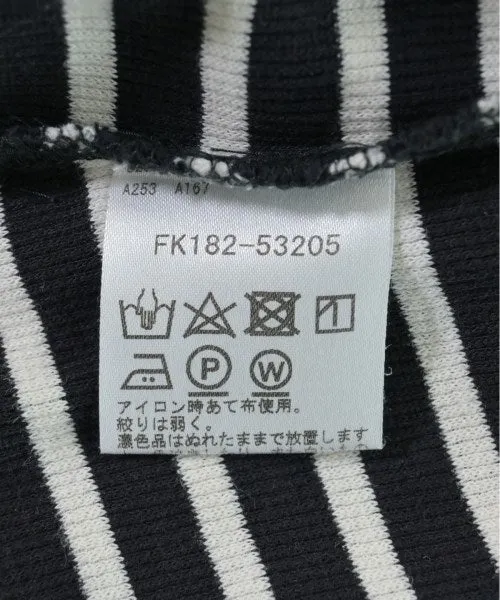 A253 A167
FK182-53205
P W
アイロン時あて布使用。
絞りは弱く。
濃色品はぬれたままで放置します